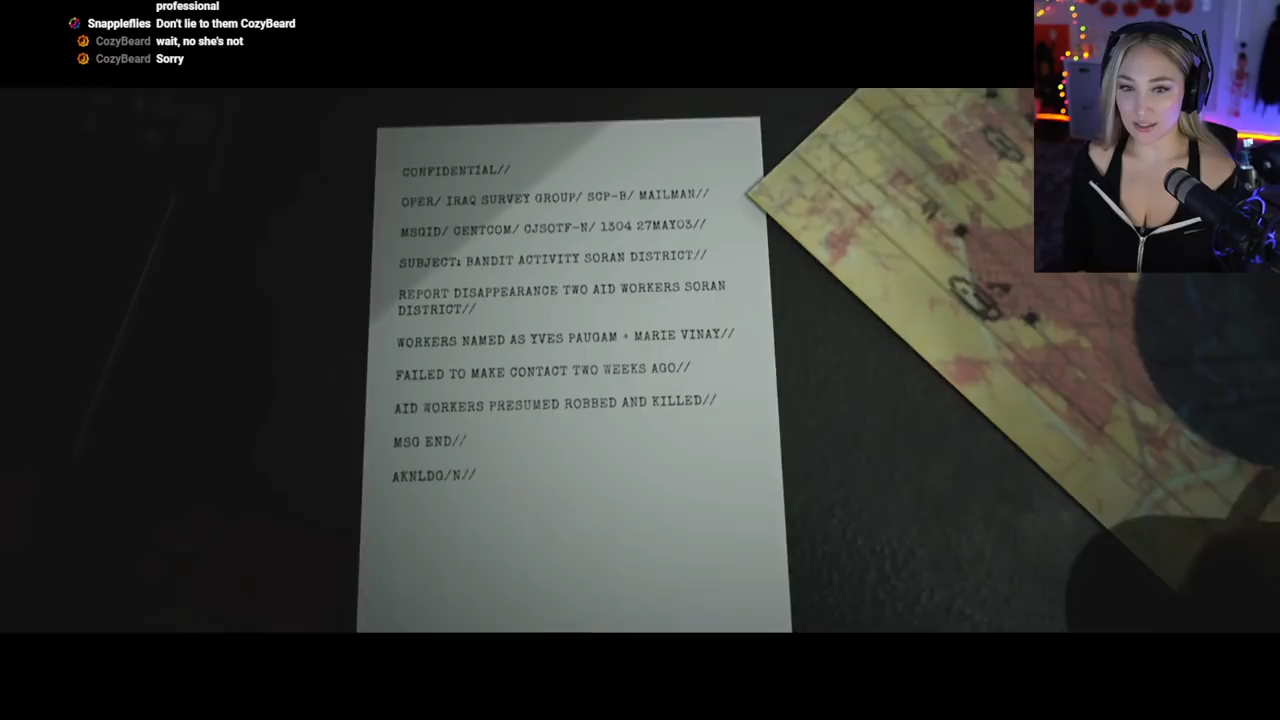 professional
Snappleflies Don't lie to them CozyBeard
CozyBeard wait, no she's not
CozyBeard Sorry
CONFIDENTIAL//
OPER/ IRAQ SURVEY GROUP/ SCP-B/ MAILMAN//
MSGID/ CENTCOM/ CJSOTF-N/ 1304 27MAY03//
SUBJECT: BANDIT ACTIVITY SORAN DISTRICT//
REPORT DISAPPEARANCE TWO AID WORKERS SORAN
DISTRICT//
WORKERS NAMED AS YVES PAUGAM + MARIE VINAY//
FAILED TO MAKE CONTACT TWO WEEKS AGO//
AID WORKERS PRESUMED ROBBED AND KILLED//
MSG END//
AKNLDG/N//